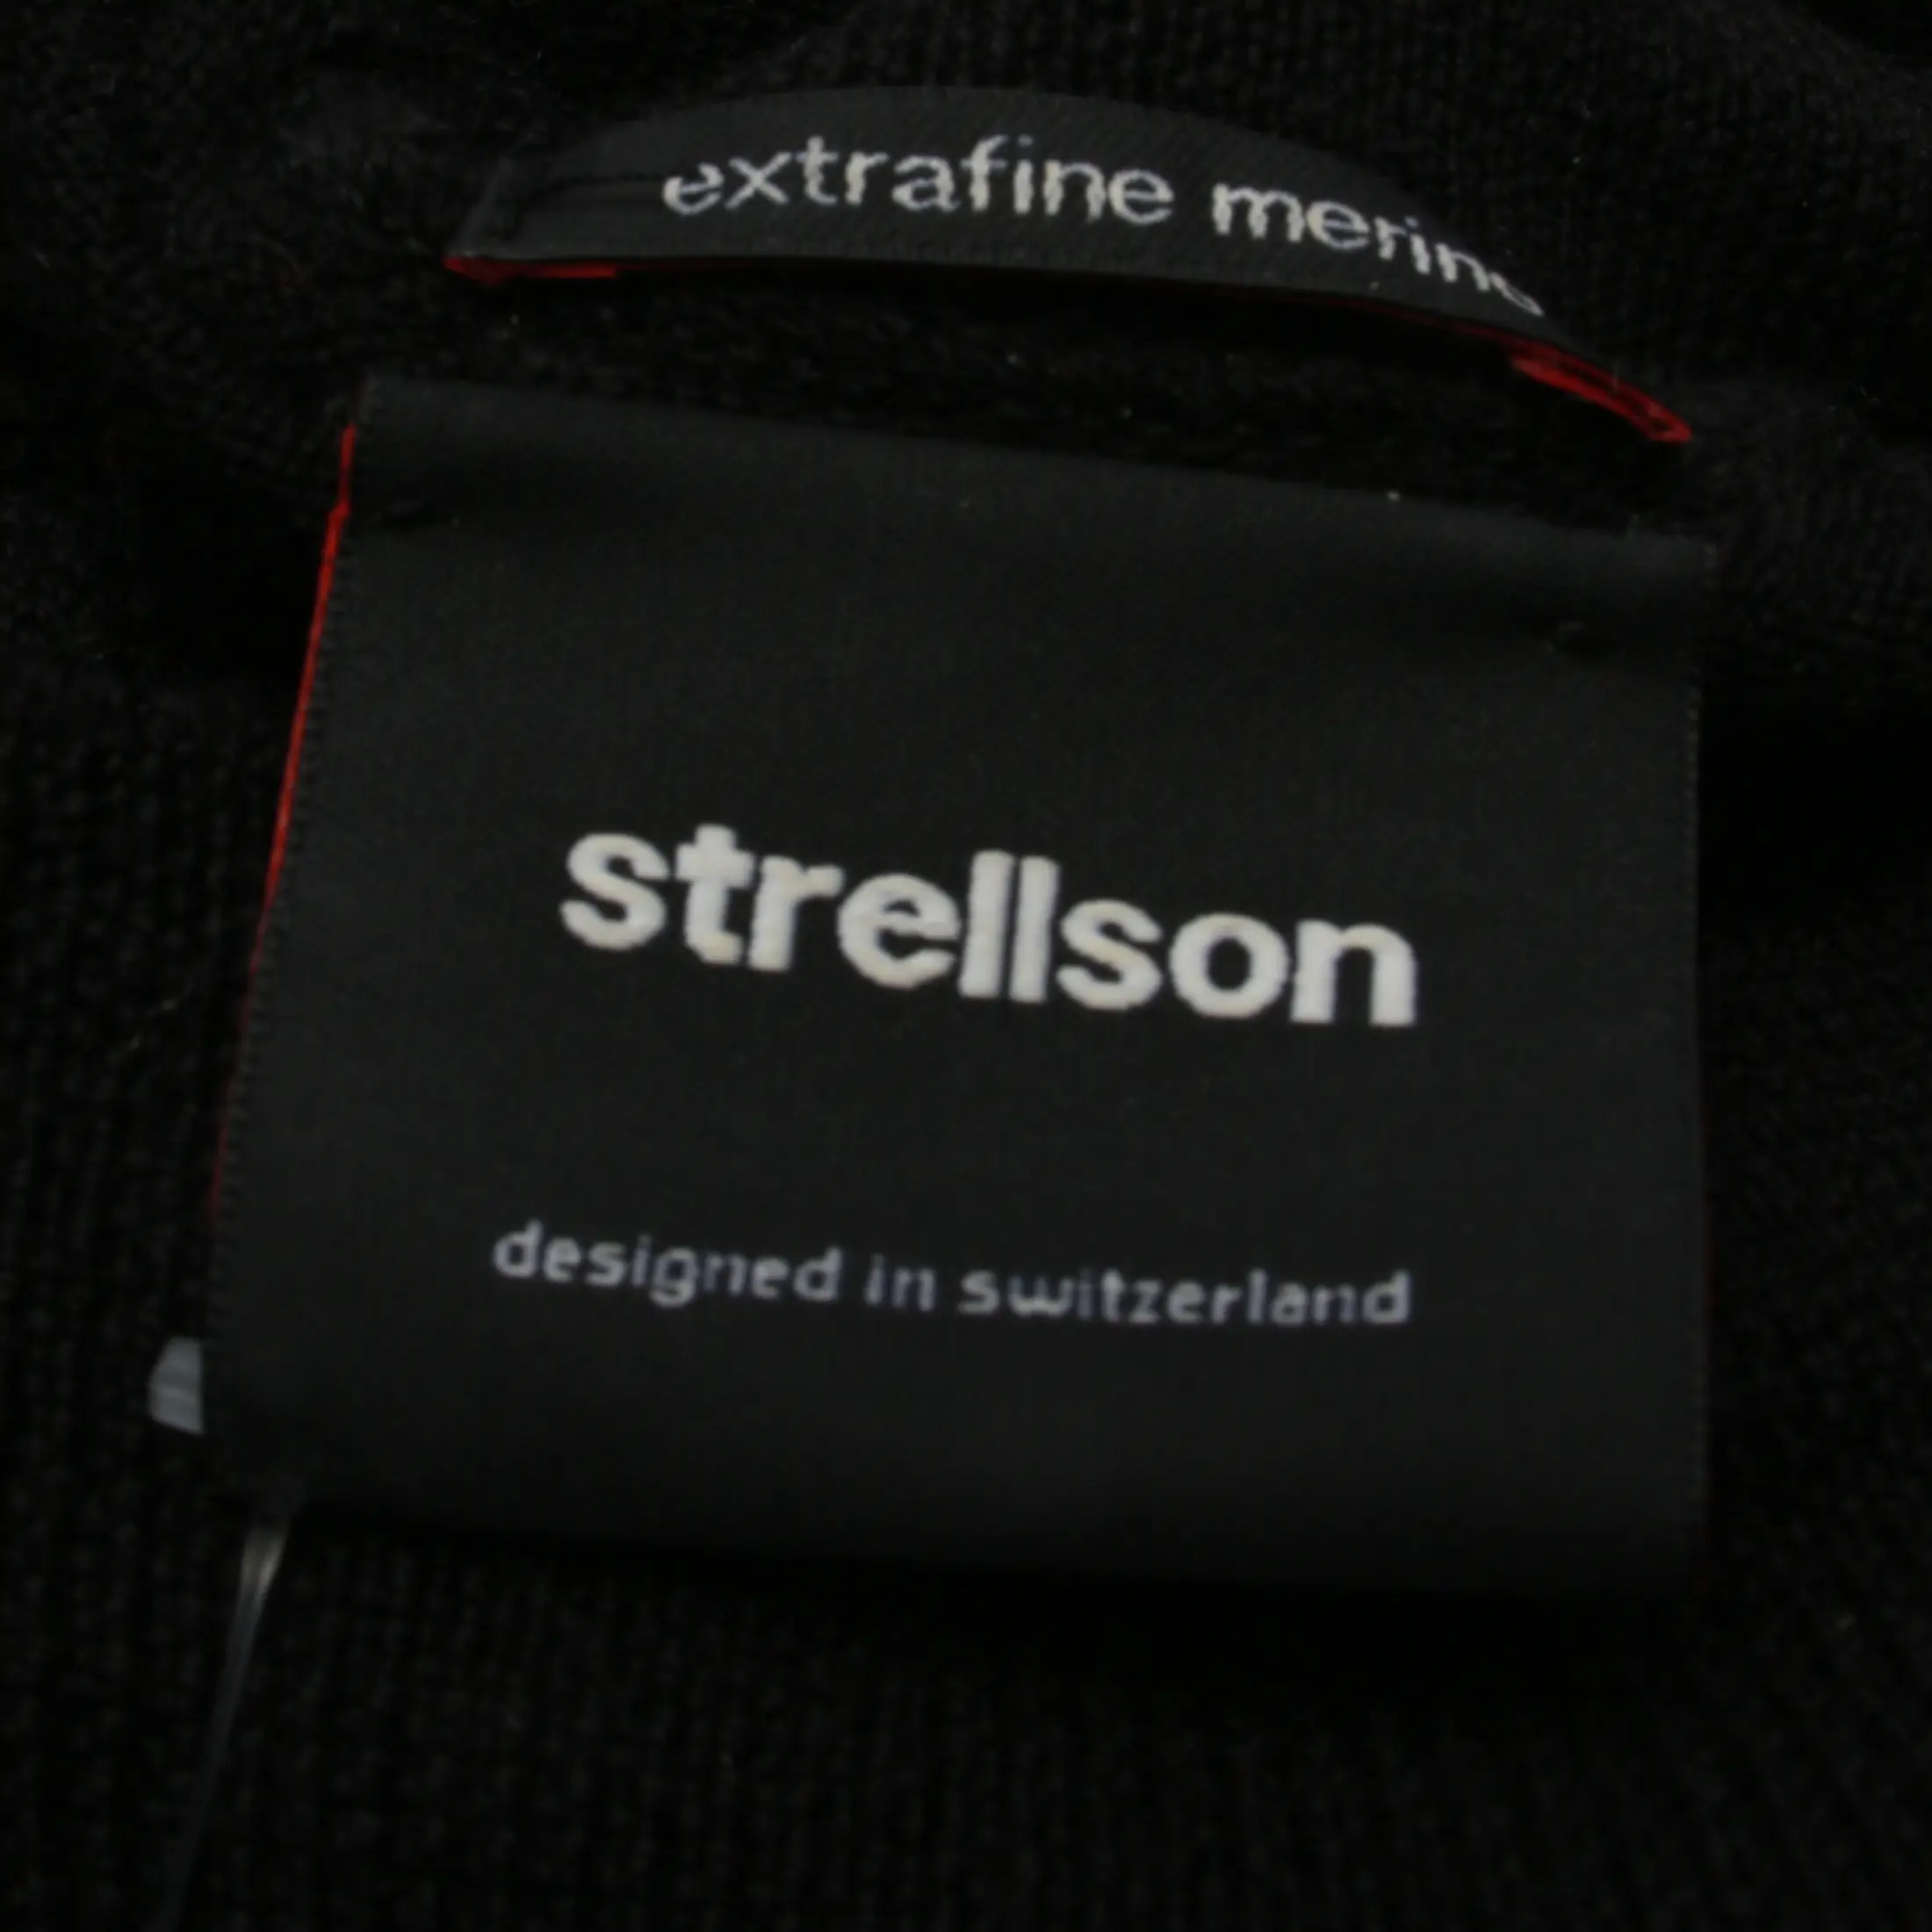 extrafine merino
strellson
designed in switzerland